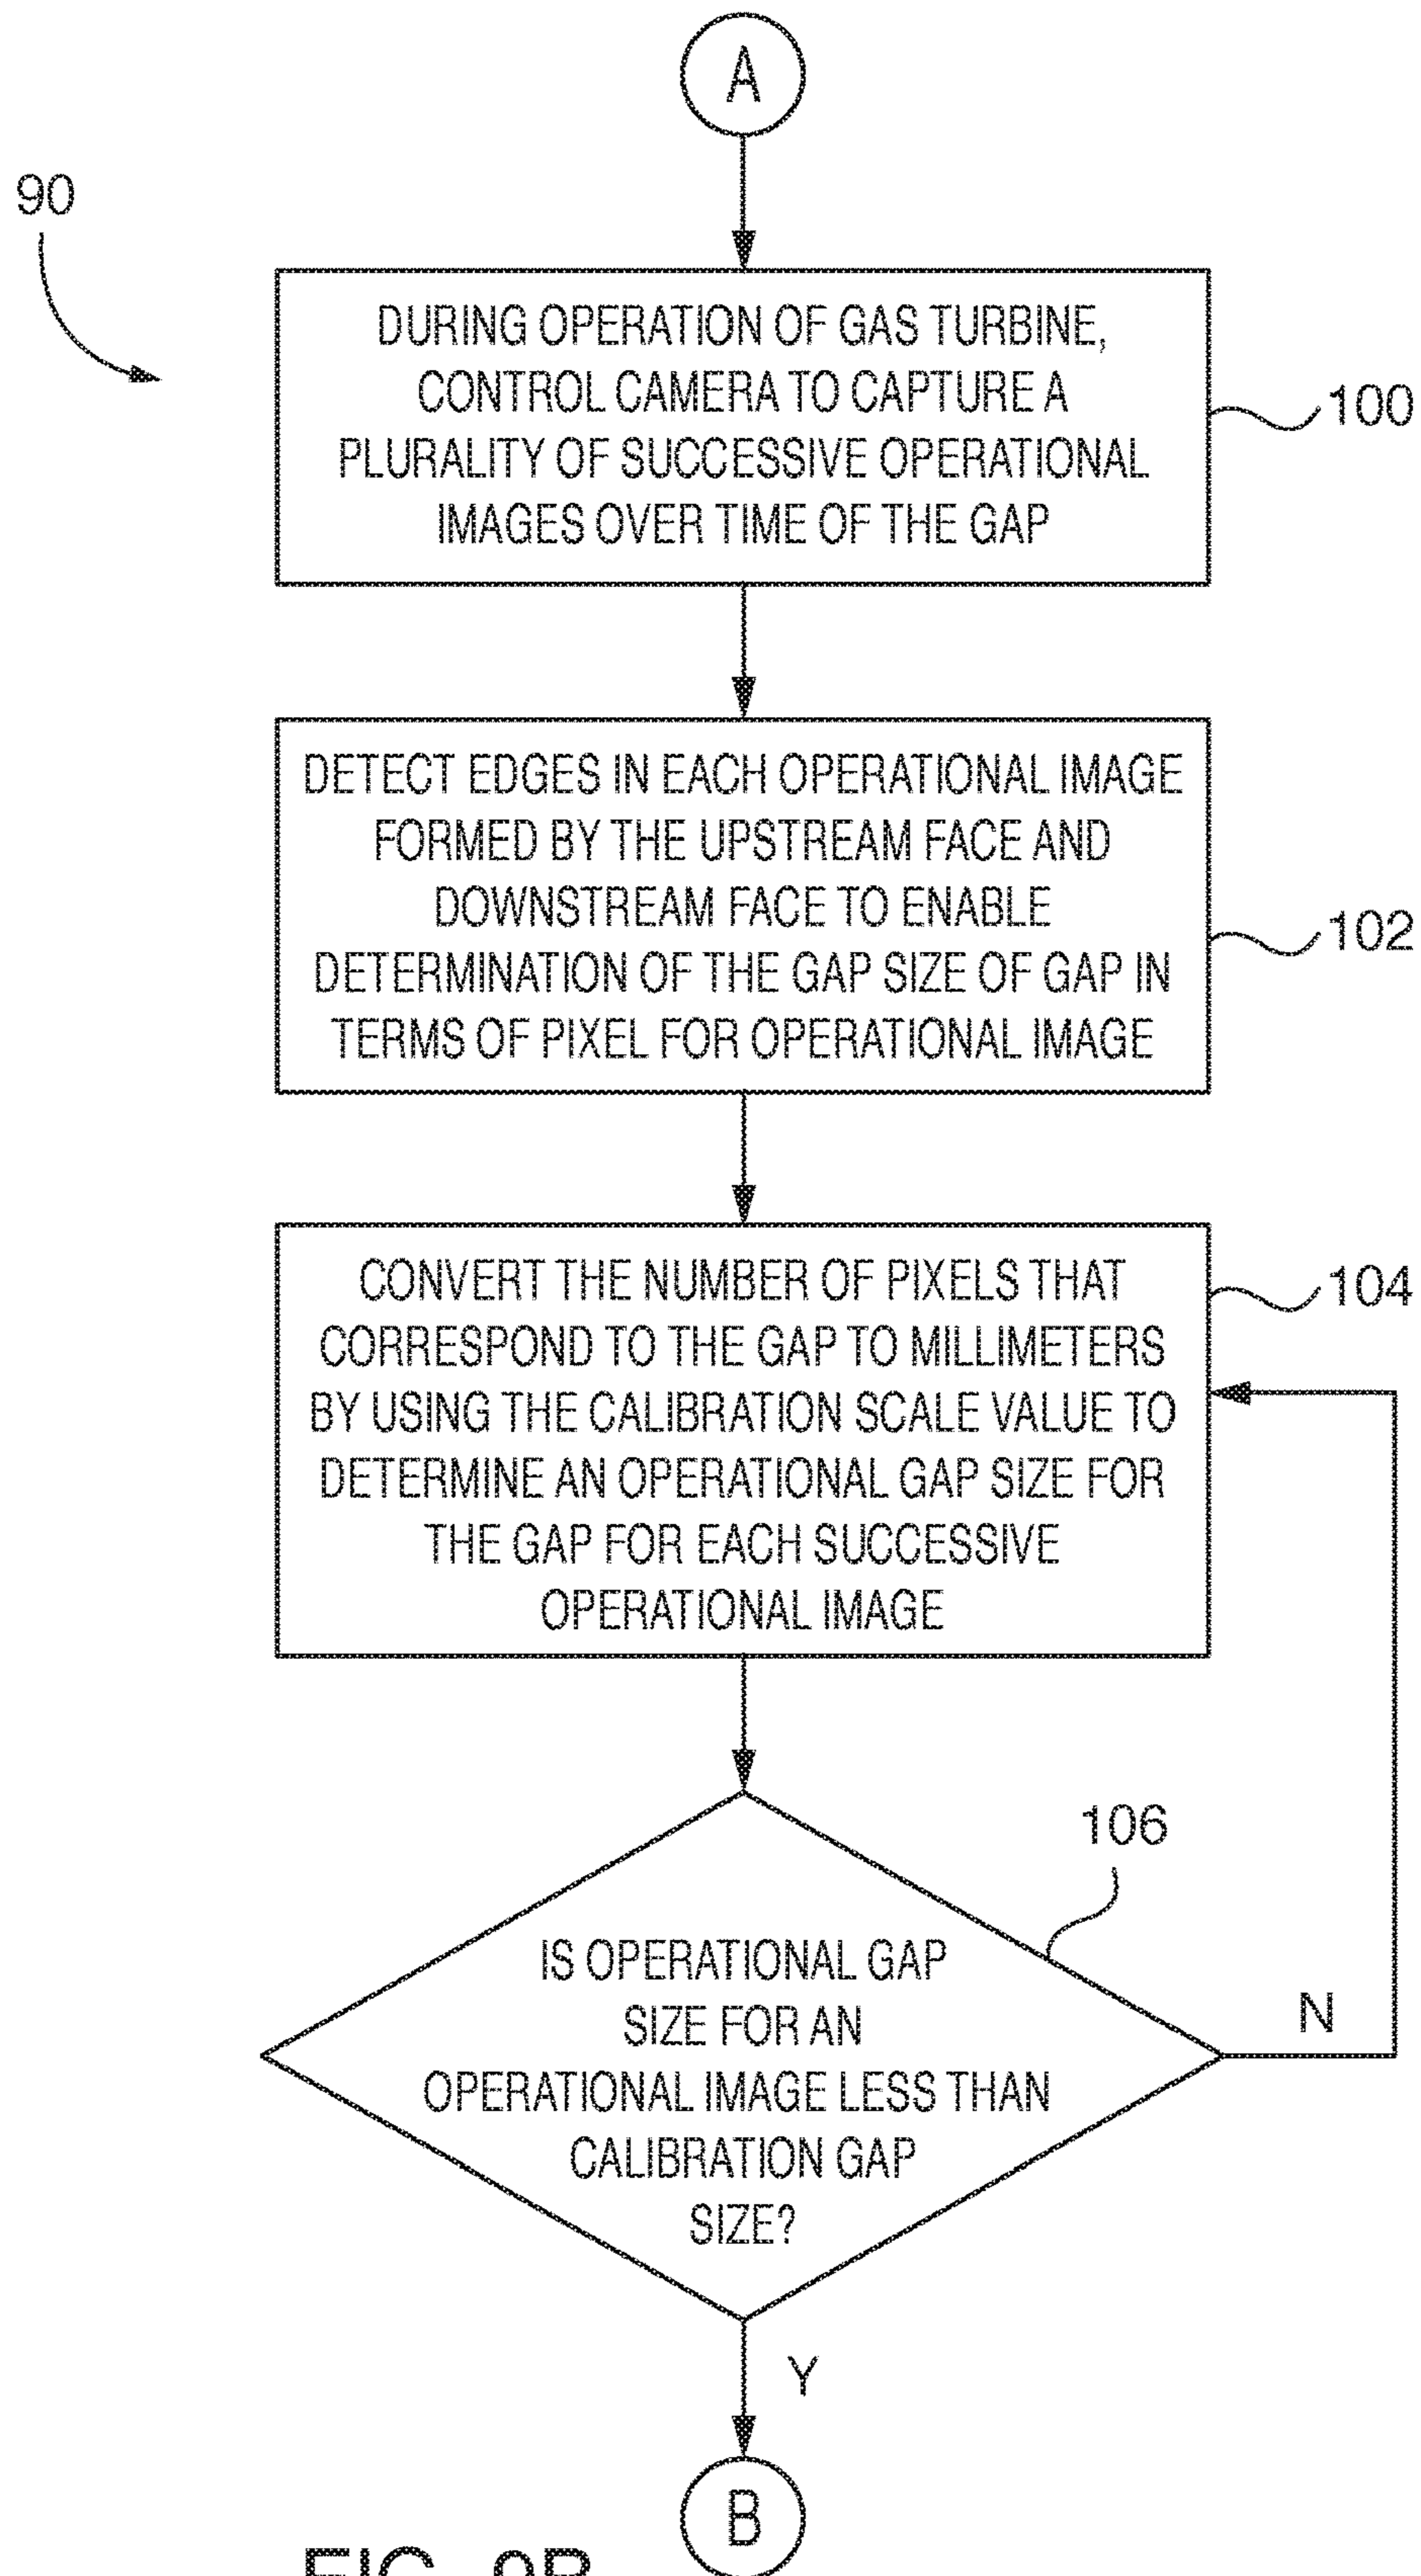 A
90
DURING OPERATION OF GAS TURBINE,
CONTROL CAMERA TO CAPTURE A
PLURALITY OF SUCCESSIVE OPERATIONAL
IMAGES OVER TIME OF THE GAP
100
DETECT EDGES IN EACH OPERATIONAL IMAGE
FORMED BY THE UPSTREAM FACE AND
DOWNSTREAM FACE TO ENABLE
DETERMINATION OF THE GAP SIZE OF GAP IN
TERMS OF PIXEL FOR OPERATIONAL IMAGE
102
CONVERT THE NUMBER OF PIXELS THAT
CORRESPOND TO THE GAP TO MILLIMETERS
BY USING THE CALIBRATION SCALE VALUE TO
DETERMINE AN OPERATIONAL GAP SIZE FOR
THE GAP FOR EACH SUCCESSIVE
OPERATIONAL IMAGE
104
106
IS OPERATIONAL GAP
SIZE FOR AN
OPERATIONAL IMAGE LESS THAN
CALIBRATION GAP
SIZE?
N
Y
B
FIG. 9B